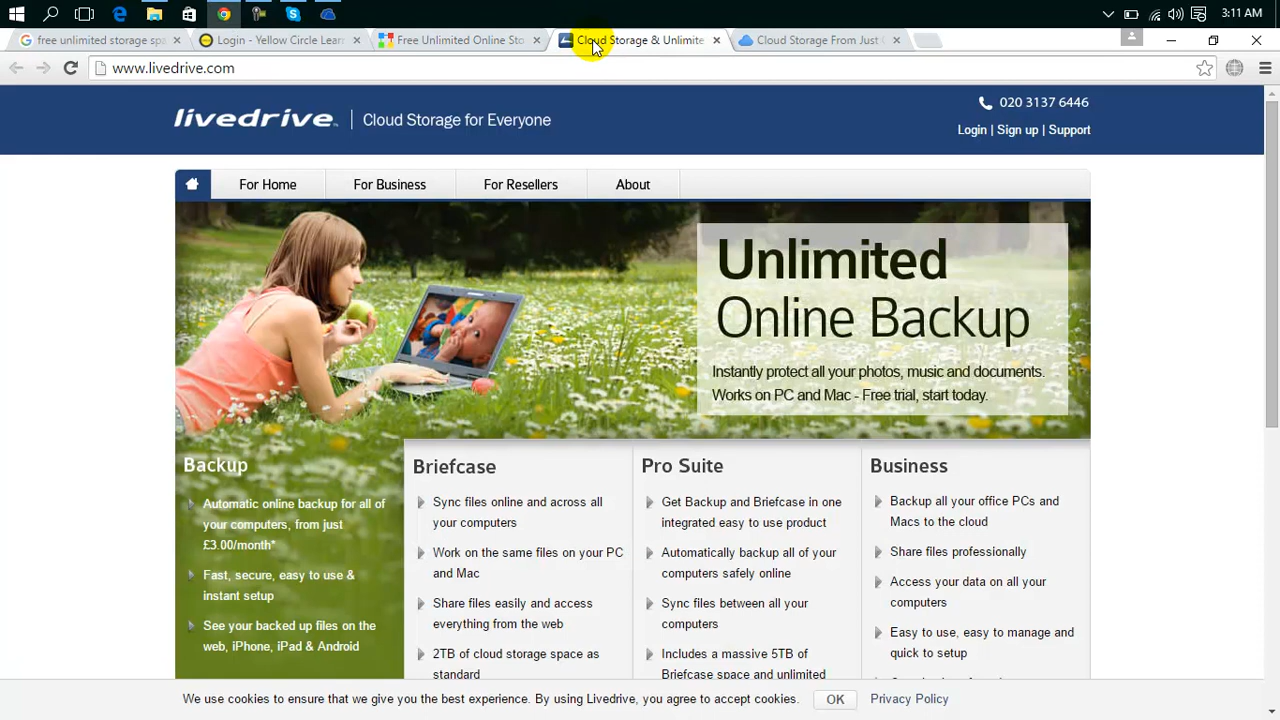 3:11 AM
free unlimited storage spa
Login - Yellow Circle Learn
Free Unlimited Online Sto
Cloud Storage & Unlimite
Cloud Storage From Just
www.livedrive.com
livedrive
Cloud Storage for Everyone
020 3137 6446
Login | Sign up | Support
For Home
For Business
For Resellers
About
Unlimited
Online Backup
Instantly protect all your photos, music and documents.
Works on PC and Mac - Free trial, start today.
Backup
Automatic online backup for all of
your computers, from just
£3.00/month*
Fast, secure, easy to use &
instant setup
See your backed up files on the
web, iPhone, iPad & Android
Briefcase
Sync files online and across all
your computers
Work on the same files on your PC
and Mac
Share files easily and access
everything from the web
2TB of cloud storage space as
standard
Pro Suite
Get Backup and Briefcase in one
integrated easy to use product
Automatically backup all of your
computers safely online
Sync files between all your
computers
Includes a massive 5TB of
Briefcase space and unlimited
Business
Backup all your office PCs and
Macs to the cloud
Share files professionally
Access your data on all your
computers
Easy to use, easy to manage and
quick to setup
We use cookies to ensure that we give you the best experience. By using Livedrive, you agree to accept cookies.
OK
Privacy Policy